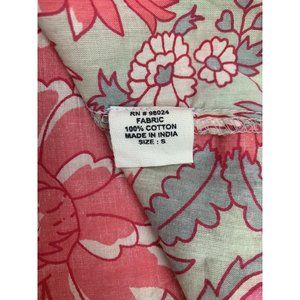 RN # 98024
FABRIC
100% COTTON
MADE IN INDIA
SIZE : S